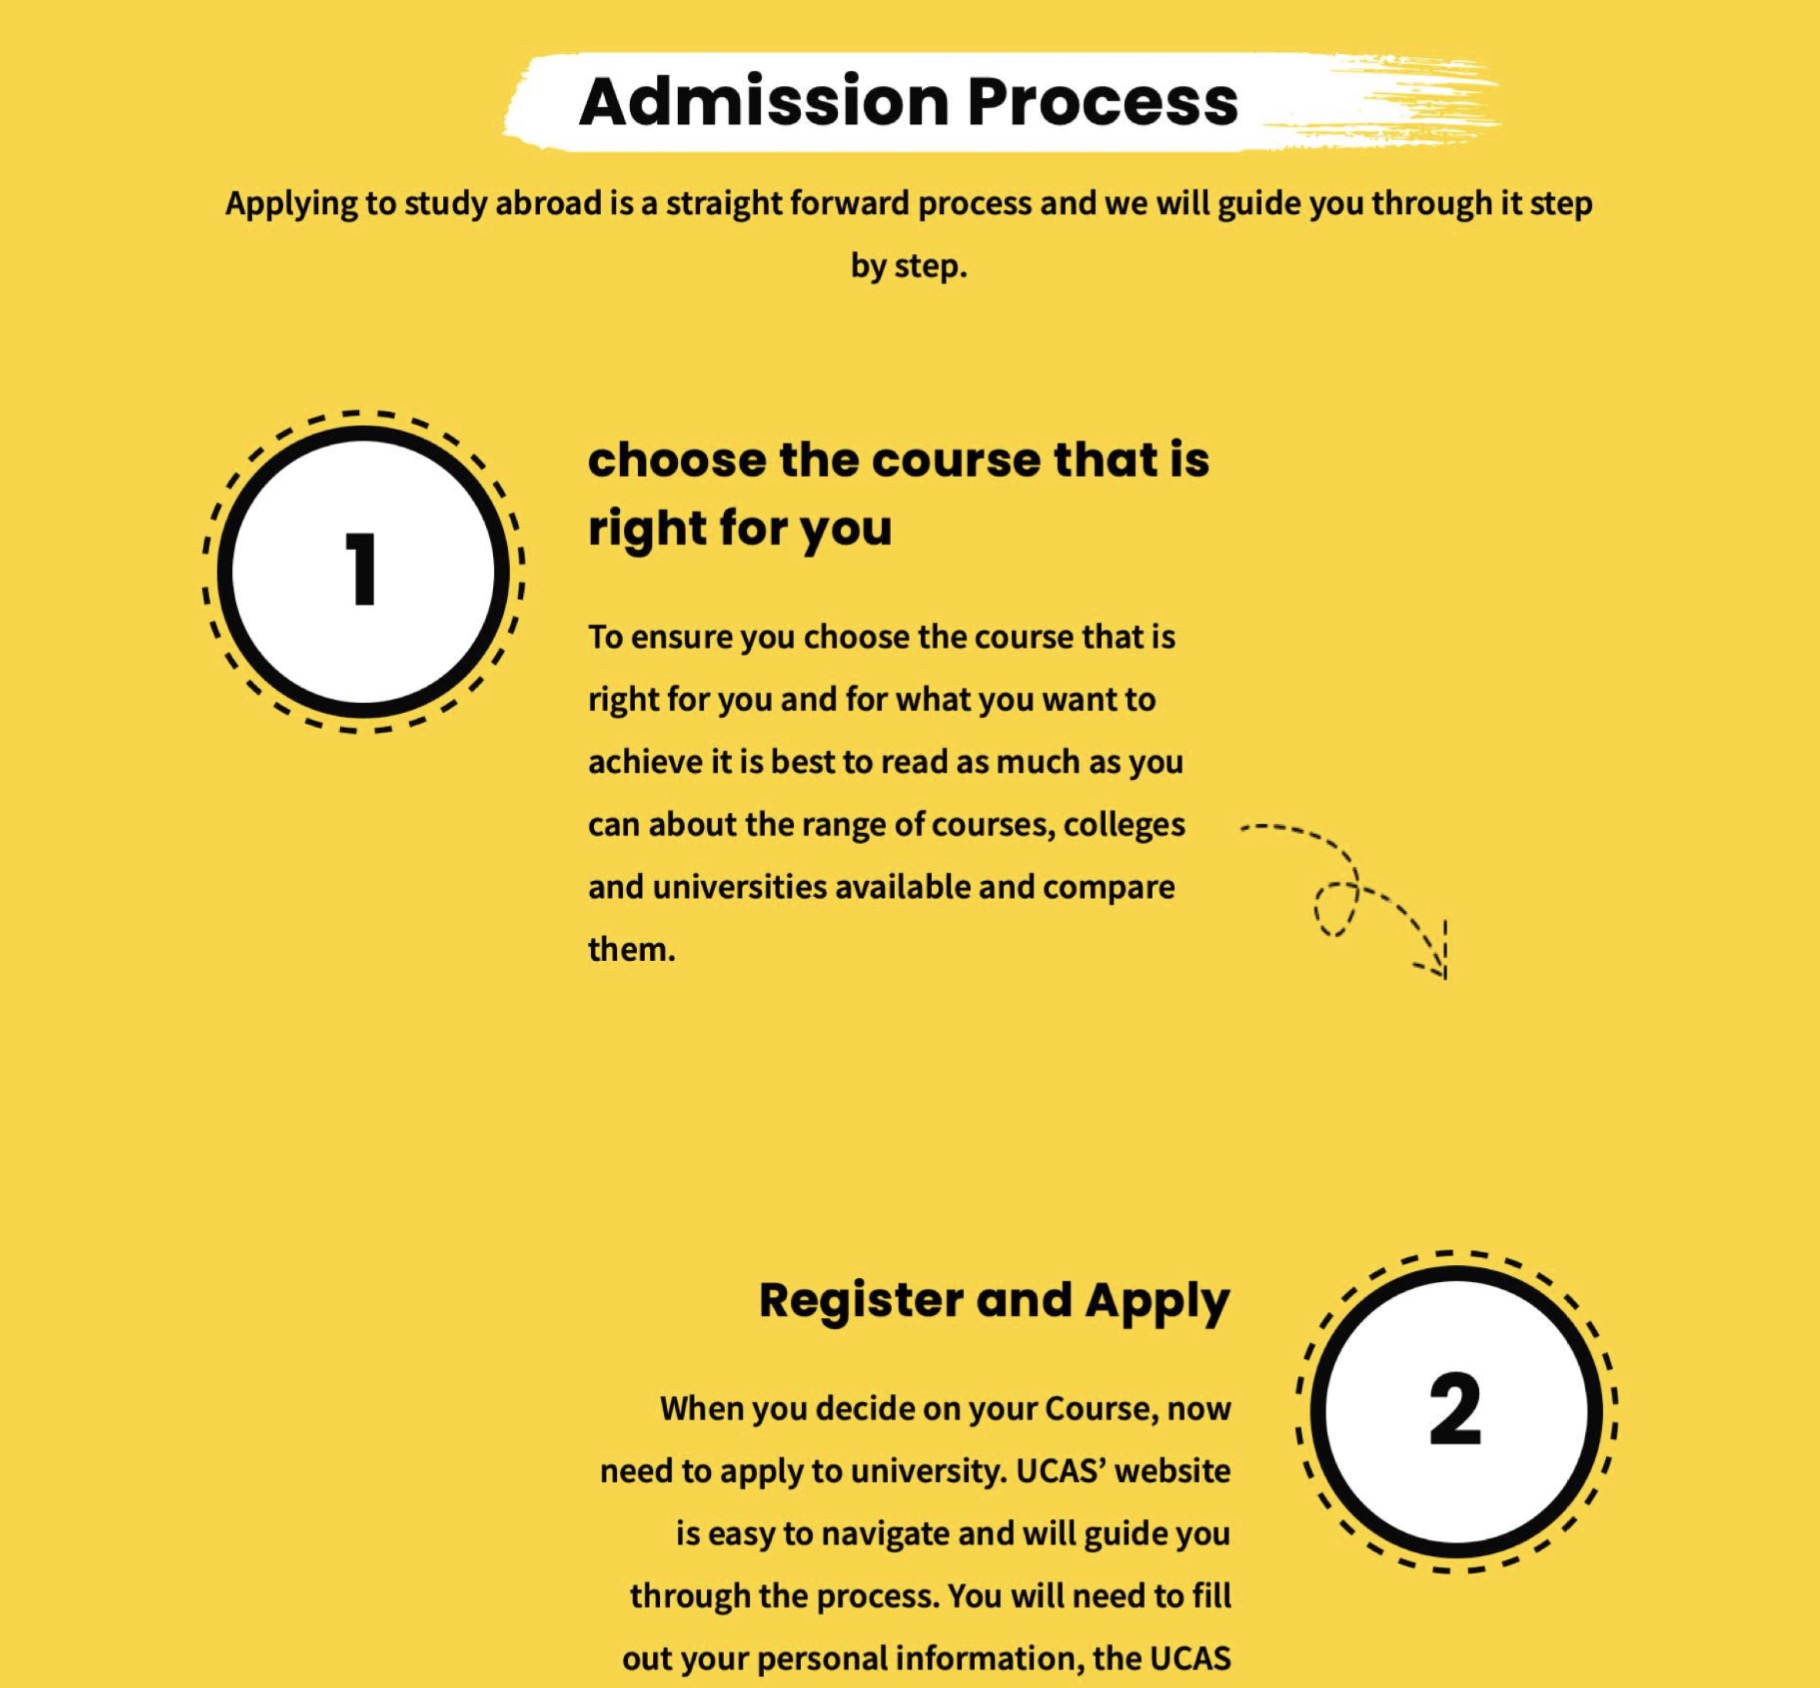 Admission Process
Applying to study abroad is a straight forward process and we will guide you through it step
by step.
1
choose the course that is
right for you
To ensure you choose the course that is
right for you and for what you want to
achieve it is best to read as much as you
can about the range of courses, colleges
and universities available and compare
them.
Register and Apply
2
When you decide on your Course, now
need to apply to university. UCAS’ website
is easy to navigate and will guide you
through the process. You will need to fill
out your personal information, the UCAS